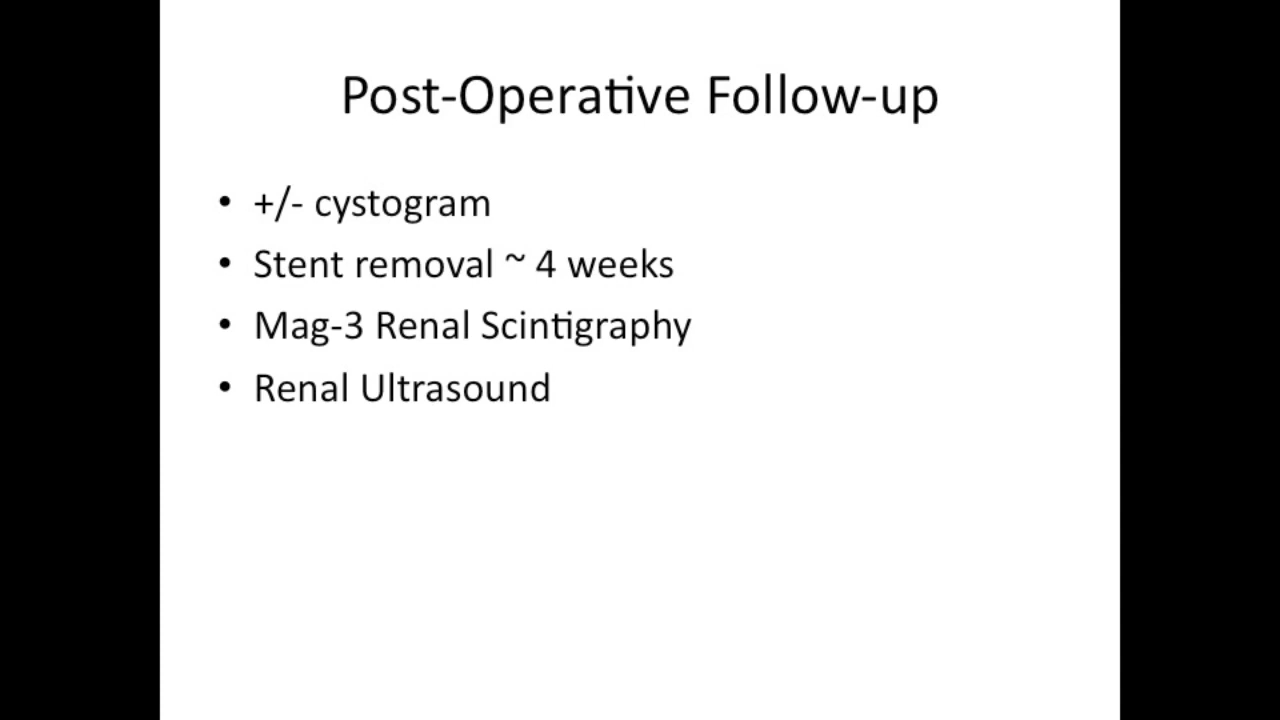 Post-Operative Follow-up
• +/- cystogram
• Stent removal ~ 4 weeks
• Mag-3 Renal Scintigraphy
• Renal Ultrasound